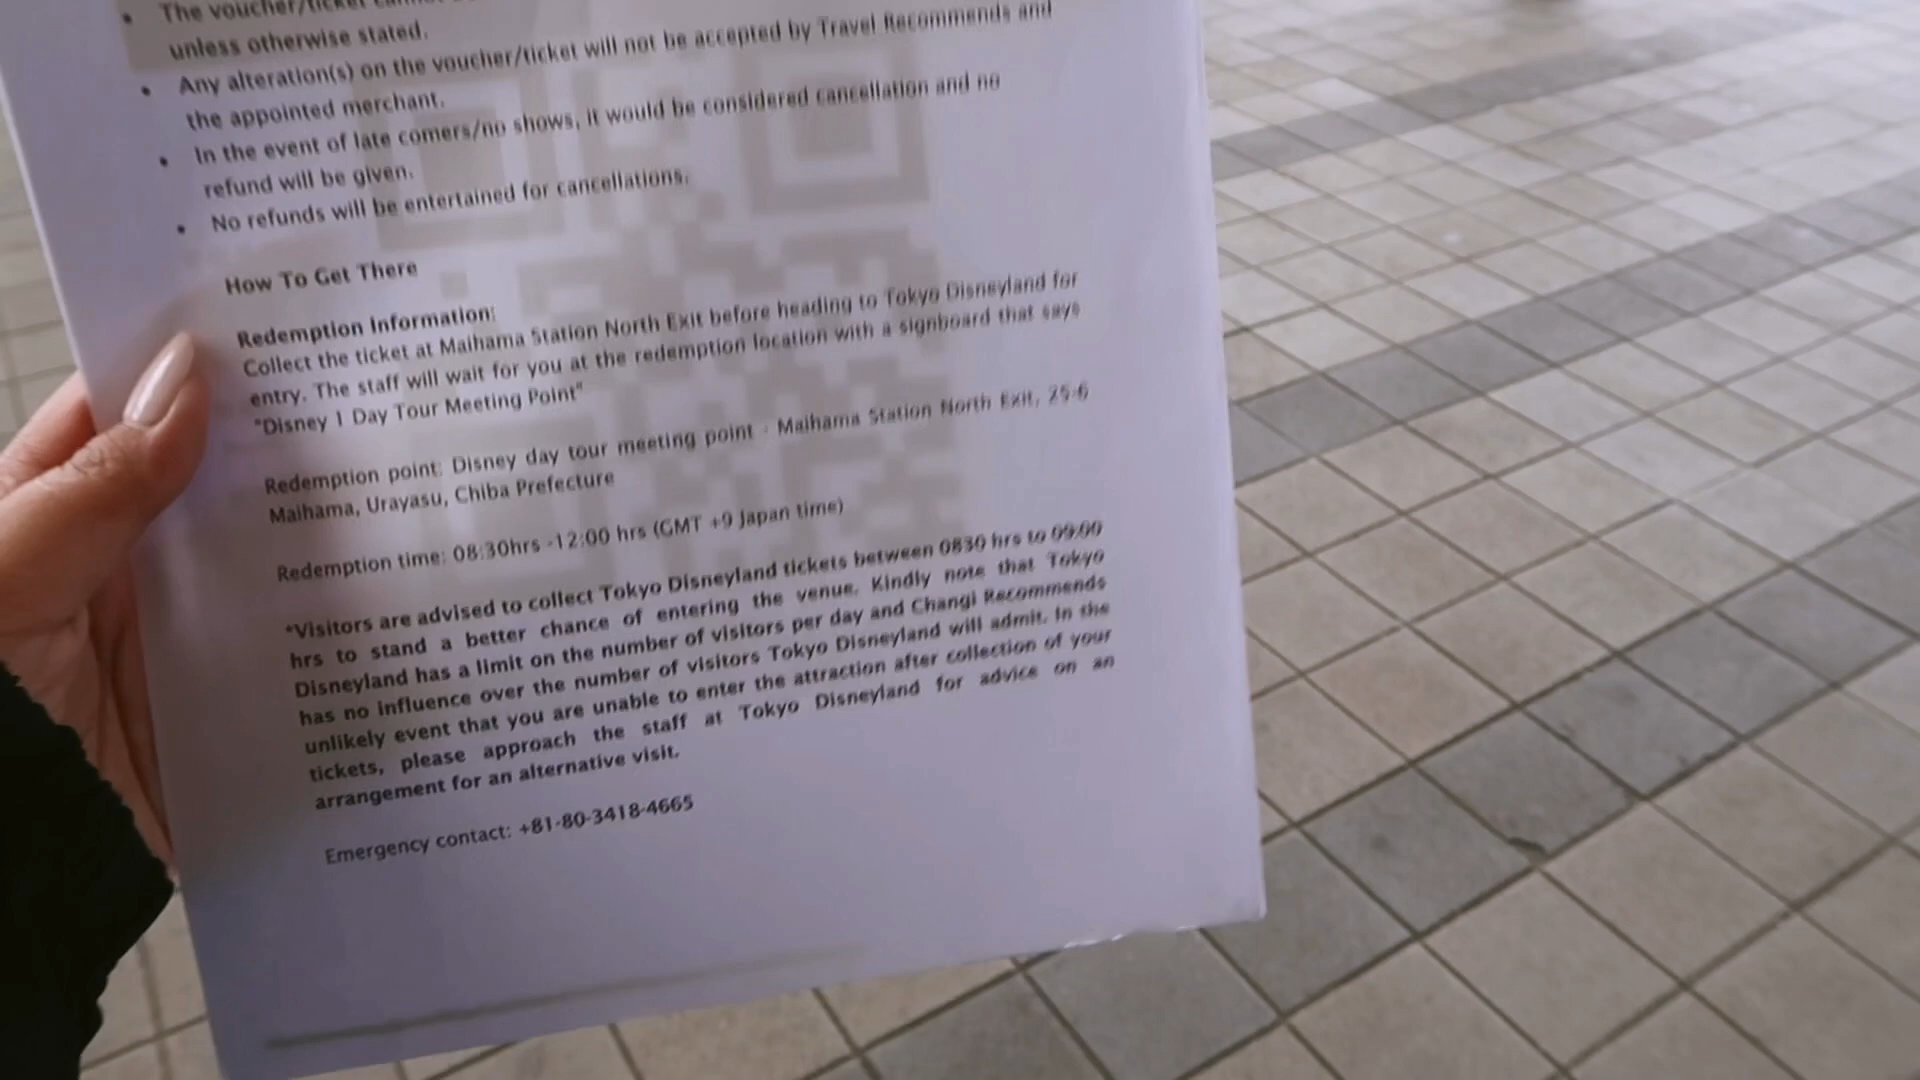 The voucher/ticket cannot
unless otherwise stated.
Any alteration(s) on the voucher/ticket will not be accepted by Travel Recommends and
the appointed merchant.
In the event of late comers/no shows, it would be considered cancellation and no
refund will be given.
No refunds will be entertained for cancellations.
How To Get There
Redemption Information:
Collect the ticket at Maihama Station North Exit before heading to Tokyo Disneyland for
entry. The staff will wait for you at the redemption location with a signboard that says
"Disney 1 Day Tour Meeting Point"
Redemption point: Disney day tour meeting point - Maihama Station North Exit, 25-6
Maihama, Urayasu, Chiba Prefecture
Redemption time: 08:30hrs -12:00 hrs (GMT +9 Japan time)
*Visitors are advised to collect Tokyo Disneyland tickets between 0830 hrs to 09:00
hrs to stand a better chance of entering the venue. Kindly note that Tokyo
Disneyland has a limit on the number of visitors per day and Changi Recommends
has no influence over the number of visitors Tokyo Disneyland will admit. In the
unlikely event that you are unable to enter the attraction after collection of your
tickets, please approach the staff at Tokyo Disneyland for advice on an
arrangement for an alternative visit.
Emergency contact: +81-80-3418-4665